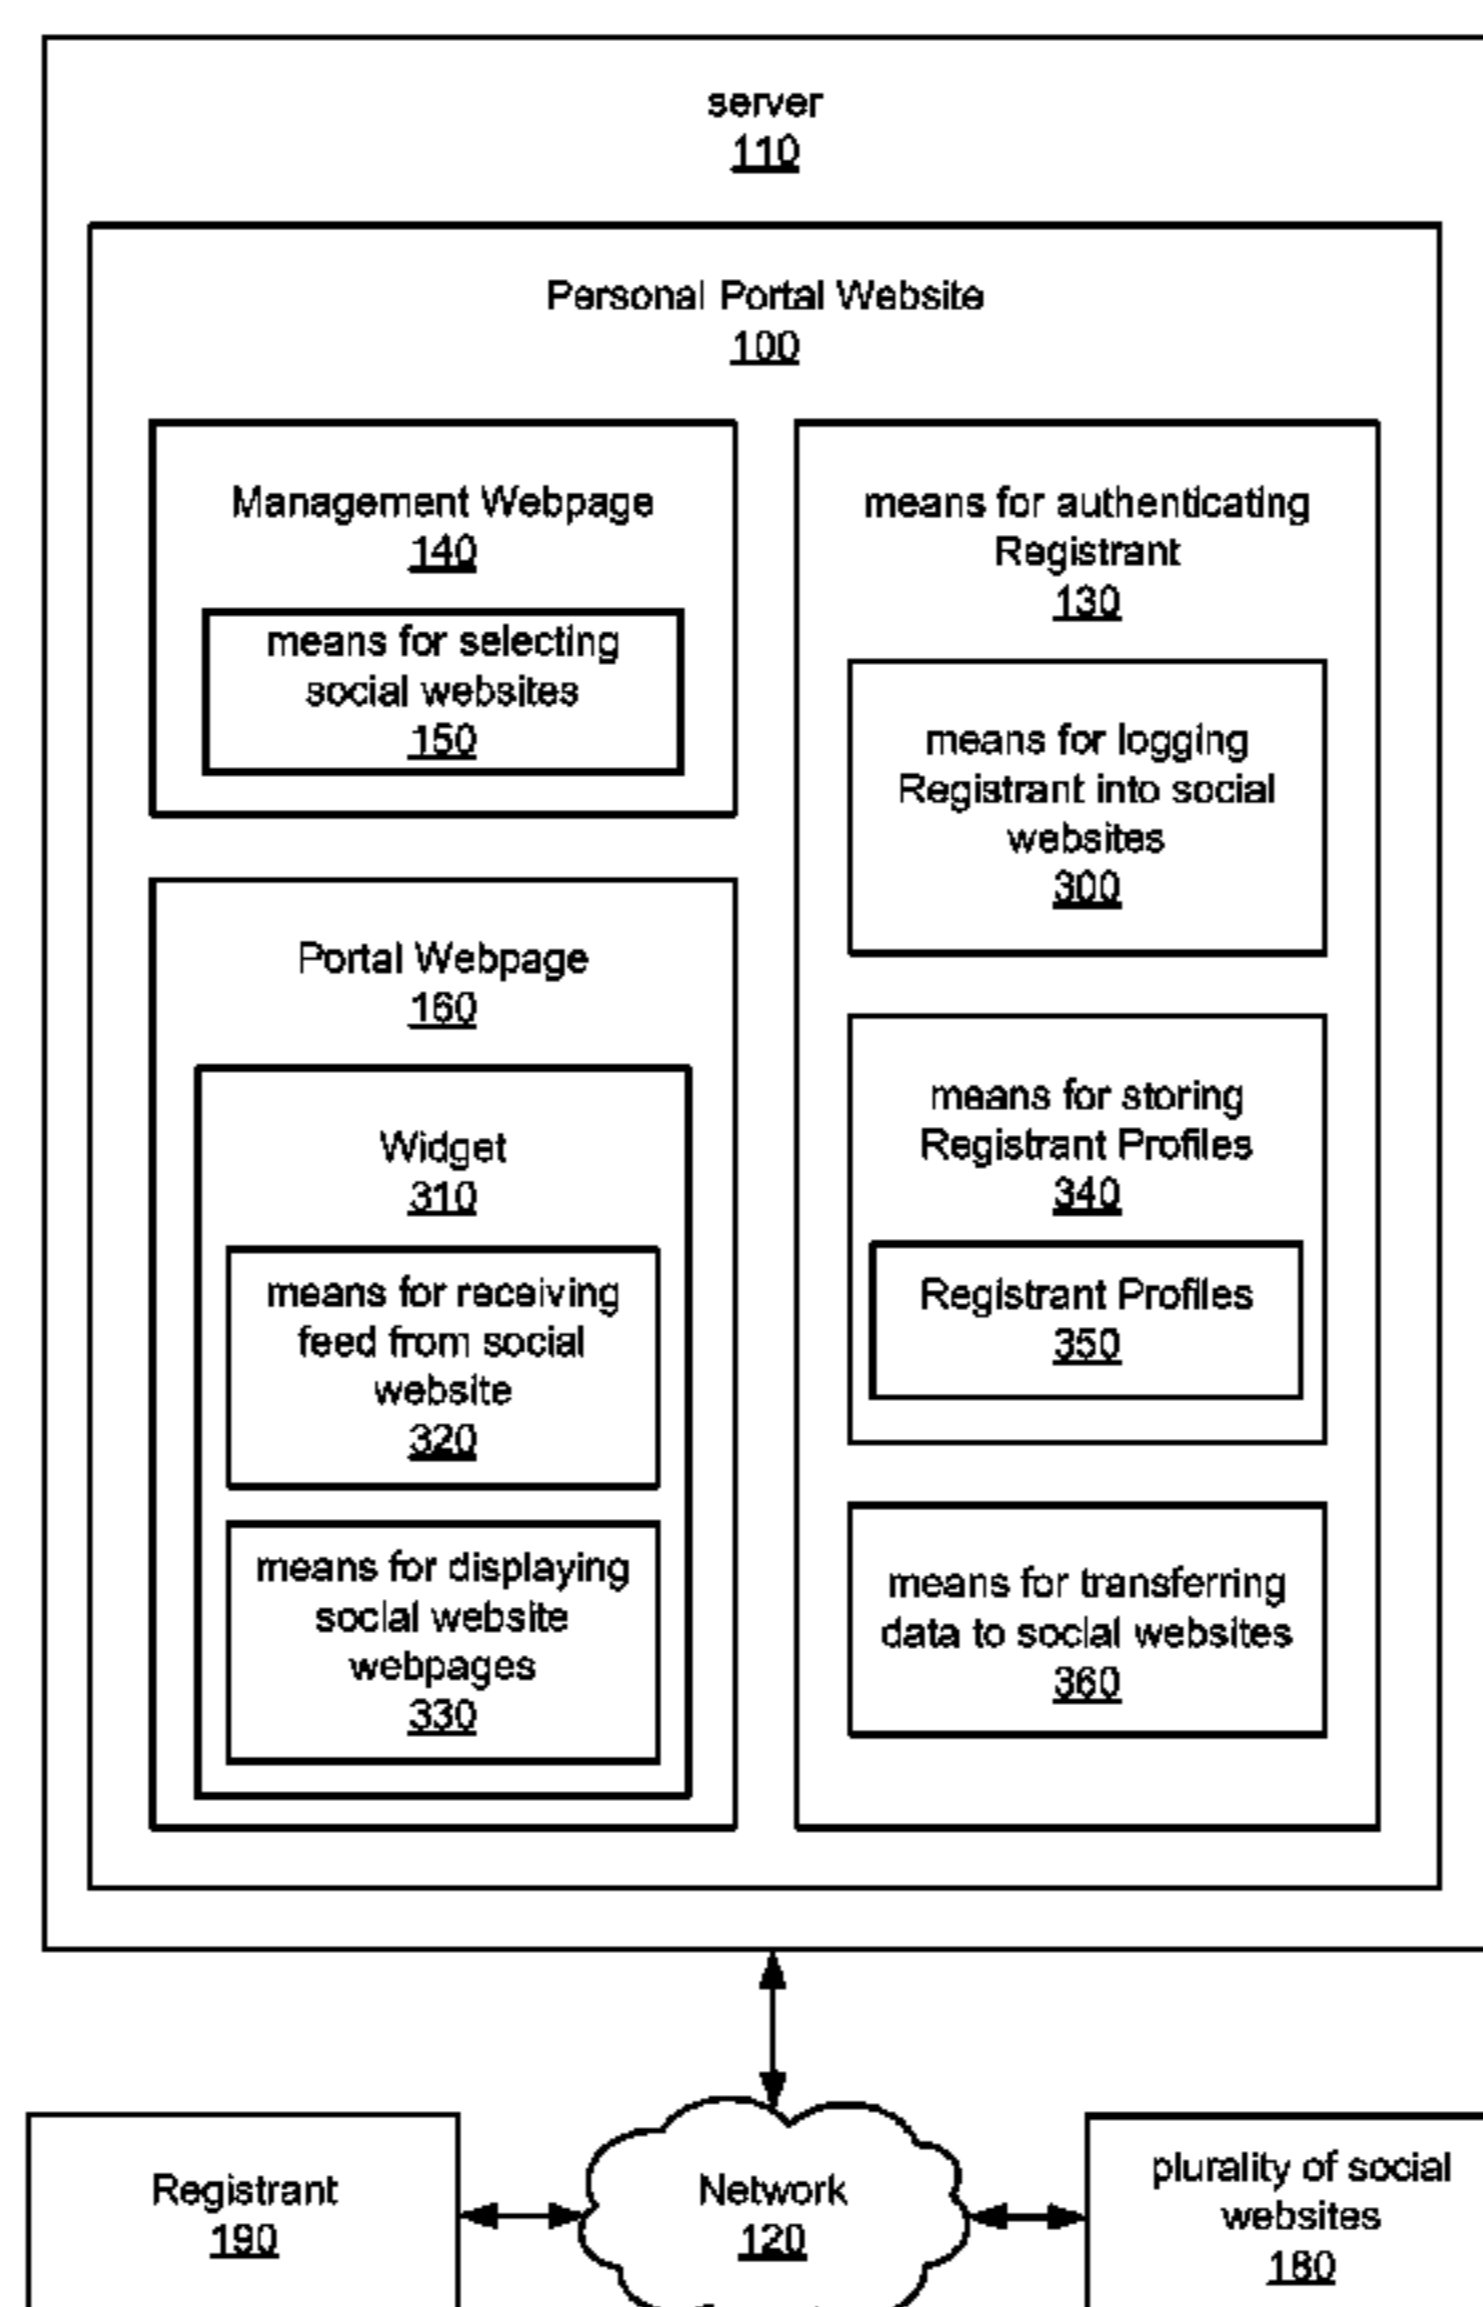 server
110
Personal Portal Website
100
Management Webpage
140
means for selecting
social websites
150
Portal Webpage
160
Widget
310
means for receiving
feed from social
website
320
means for displaying
social website
webpages
330
means for authenticating
Registrant
130
means for logging
Registrant into social
websites
300
means for storing
Registrant Profiles
340
Registrant Profiles
350
means for transferring
data to social websites
360
Registrant
190
Network
120
plurality of social
websites
180